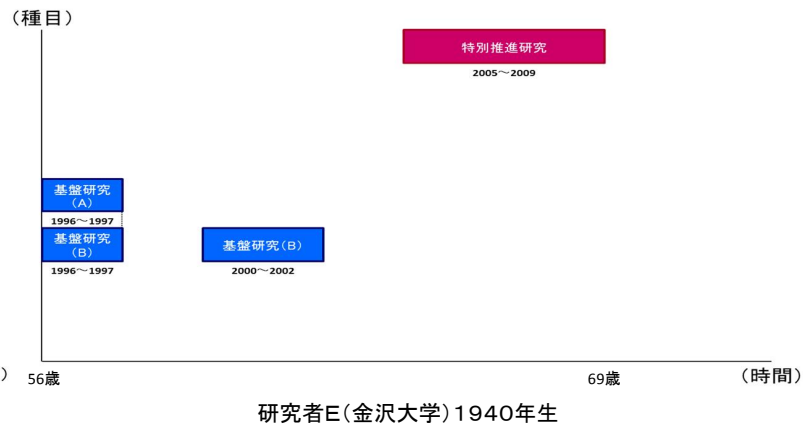 (種目)
特別推進研究
2005～2009
基盤研究
(A)
1996～1997
基盤研究
(B)
1996～1997
基盤研究(B)
2000～2002
)
56歳
69歳
(時間)
研究者E(金沢大学)1940年生